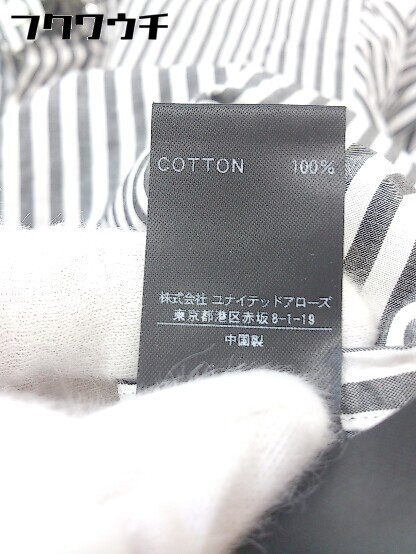 フクウウチ
COTTON 100%
株式会社 ユナイテッドアローズ
東京都港区赤坂8-1-19
中国製